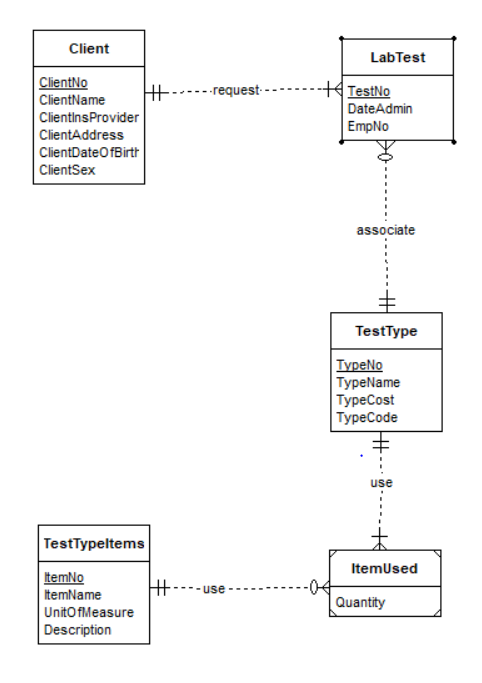 Client
ClientNo
ClientName
ClientInsProvider
ClientAddress
ClientDateOfBirt
ClientSex
request
LabTest
TestNo
DateAdmin
EmpNo
associate
TestType
TypeNo
TypeName
TypeCost
TypeCode
use
TestTypeItems
ItemNo
ItemName
UnitOfMeasure
Description
use
ItemUsed
Quantity